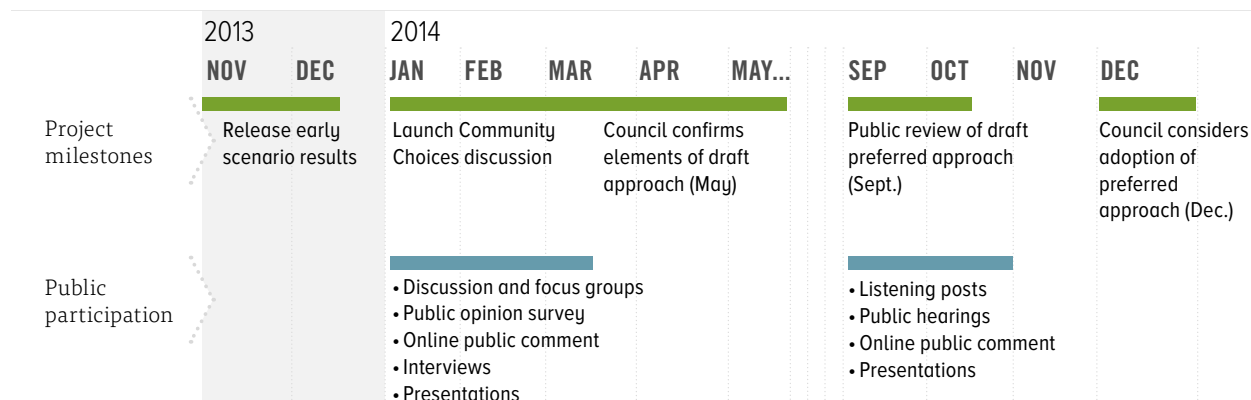 2013 2014
NOV DEC JAN FEB MAR APR MAY... SEP OCT NOV DEC
Project
milestones
Release early
scenario results
Launch Community
Choices discussion
Council confirms
elements of draft
approach (May)
Public review of draft
preferred approach
(Sept.)
Council considers
adoption of
preferred
approach (Dec.)
Public
participation
• Discussion and focus groups
• Public opinion survey
• Online public comment
• Interviews
• Presentations
• Listening posts
• Public hearings
• Online public comment
• Presentations